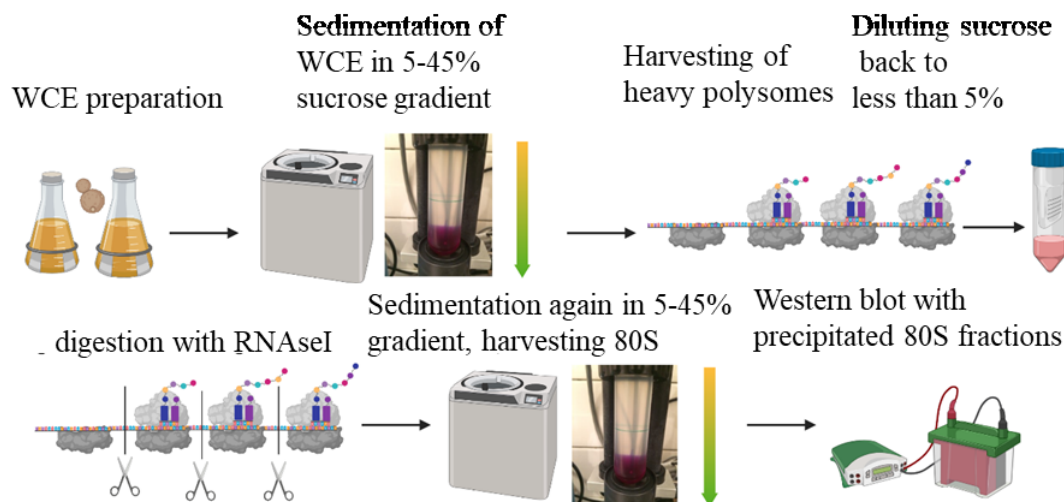 WCE preparation
Sedimentation of
WCE in 5-45%
sucrose gradient
Harvesting of
heavy polysomes
Diluting sucrose
back to
less than 5%
digestion with RNAseI
Sedimentation again in 5-45%
gradient, harvesting 80S
Western blot with
precipitated 80S fractions